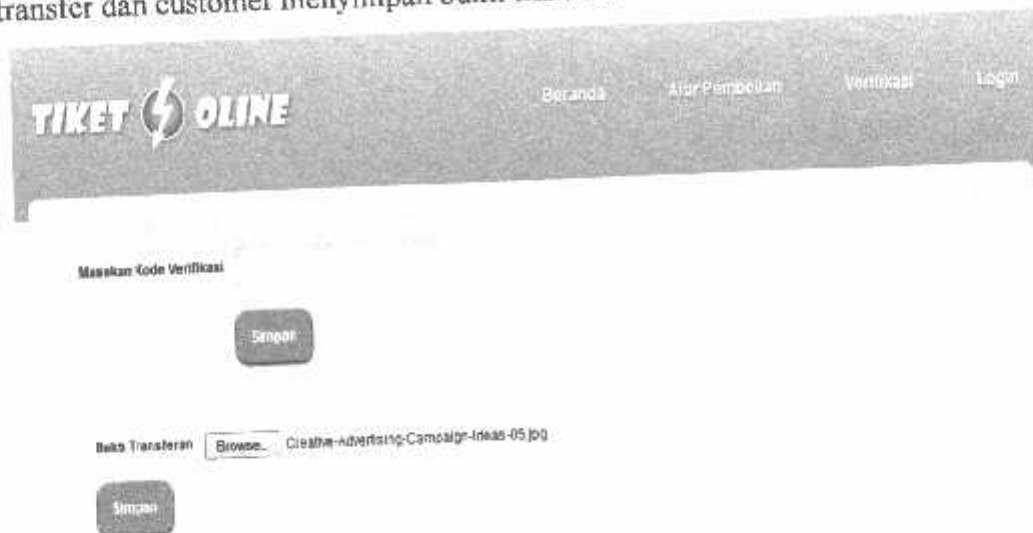 transfer dan customer menyimpan bukti
TIKET OLINE
Beranda Alur Pembelian Verifikasi Login
Masukan Kode Verifikasi
Simpan
Bukti Transferan Browse_ Creative-Advertising-Campaign-Ideas-05.jpg
Simpan